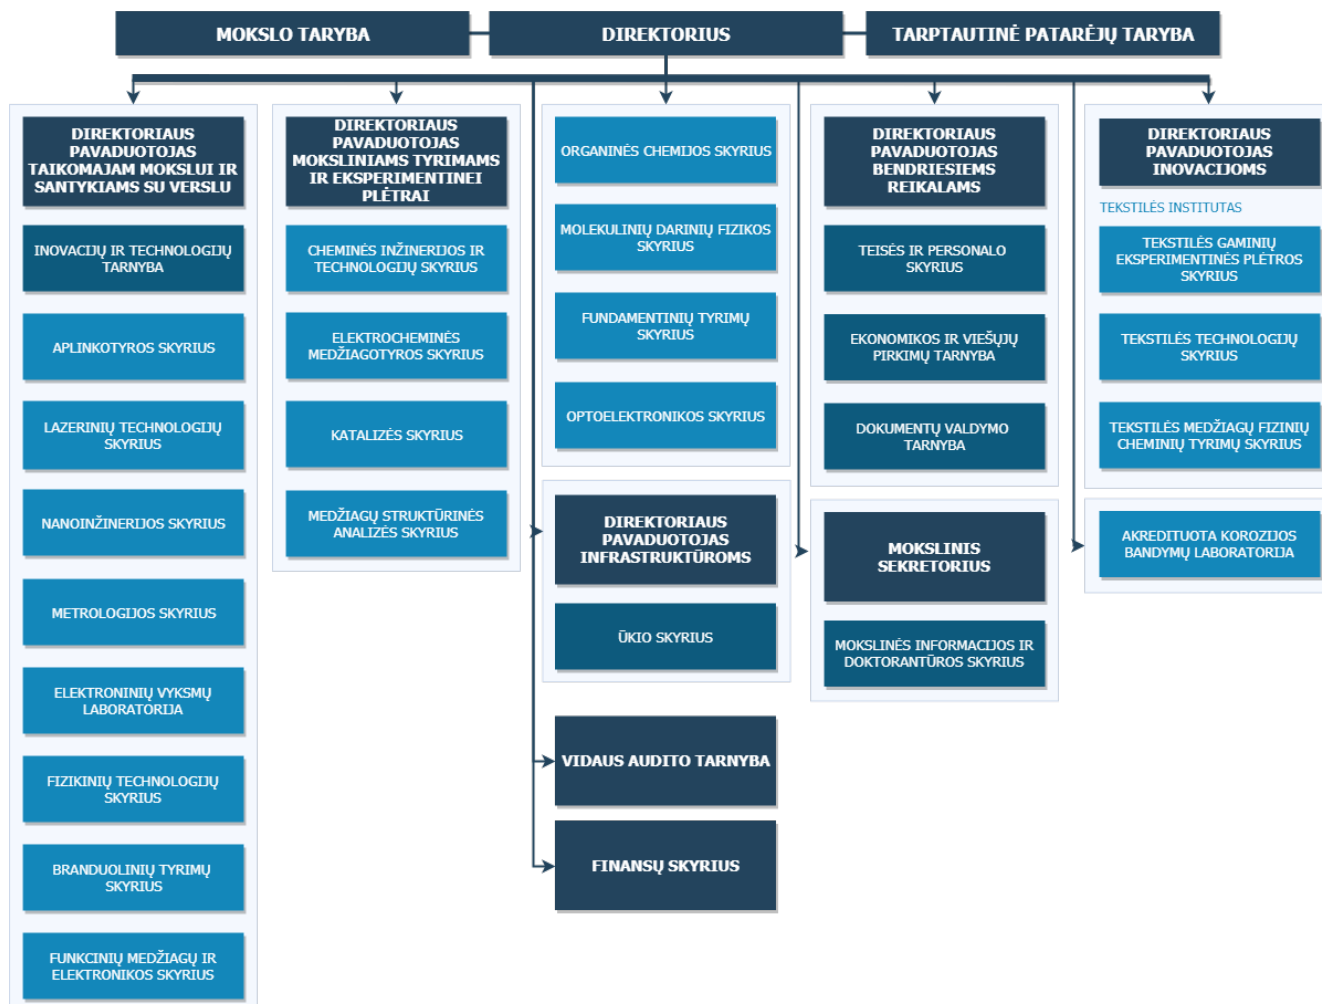 MOKSLO TARYBA
DIREKTORIUS
TARPTAUTINĖ PATARĖJŲ TARYBA
DIREKTORIAUS
PAVADUOTOJAS
TAIKOMAJAM MOKSLUI IR
SANTYKIAMS SU VERSLU
INOVACIJŲ IR TECHNOLOGIJŲ
TARNYBA
APLINKOTYROS SKYRIUS
LAZERINIŲ TECHNOLOGIJŲ
SKYRIUS
NANOINŽINERIJOS SKYRIUS
METROLOGIJOS SKYRIUS
ELEKTRONINIŲ VYKSMŲ
LABORATORIJA
FIZIKINIŲ TECHNOLOGIJŲ
SKYRIUS
BRANDUOLINIŲ TYRIMŲ
SKYRIUS
FUNKCINIŲ MEDŽIAGŲ IR
ELEKTRONIKOS SKYRIUS
DIREKTORIAUS
PAVADUOTOJAS
MOKSLINIAMS TYRIMAMS
IR EKSPERIMENTINEI
PLĖTRAI
CHEMINĖS INŽINERIJOS IR
TECHNOLOGIJŲ SKYRIUS
ELEKTROCHEMINĖS
MEDŽIAGOTYROS SKYRIUS
KATALIZĖS SKYRIUS
MEDŽIAGŲ STRUKTŪRINĖS
ANALIZĖS SKYRIUS
ORGANINĖS CHEMIJOS SKYRIUS
MOLEKULINIŲ DARINIŲ FIZIKOS
SKYRIUS
FUNDAMENTINIŲ TYRIMŲ
SKYRIUS
OPTOELEKTRONIKOS SKYRIUS
DIREKTORIAUS
PAVADUOTOJAS
INFRASTRUKTŪROMS
ŪKIO SKYRIUS
VIDAUS AUDITO TARNYBA
FINANSŲ SKYRIUS
DIREKTORIAUS
PAVADUOTOJAS
BENDRIESIEMS
REIKALAMS
TEISĖS IR PERSONALO
SKYRIUS
EKONOMIKOS IR VIEŠŲJŲ
PIRKIMŲ TARNYBA
DOKUMENTŲ VALDYMO
TARNYBA
MOKSLINIS
SEKRETORIUS
MOKSLINĖS INFORMACIJOS IR
DOKTORANTŪROS SKYRIUS
DIREKTORIAUS
PAVADUOTOJAS
INOVACIJOMS
TEKSTILĖS INSTITUTAS
TEKSTILĖS GAMINIŲ
EKSPERIMENTINĖS PLĖTROS
SKYRIUS
TEKSTILĖS TECHNOLOGIJŲ
SKYRIUS
TEKSTILĖS MEDŽIAGŲ FIZINIŲ
CHEMINIŲ TYRIMŲ SKYRIUS
AKREDITUOTA KOROZIJOS
BANDYMŲ LABORATORIJA